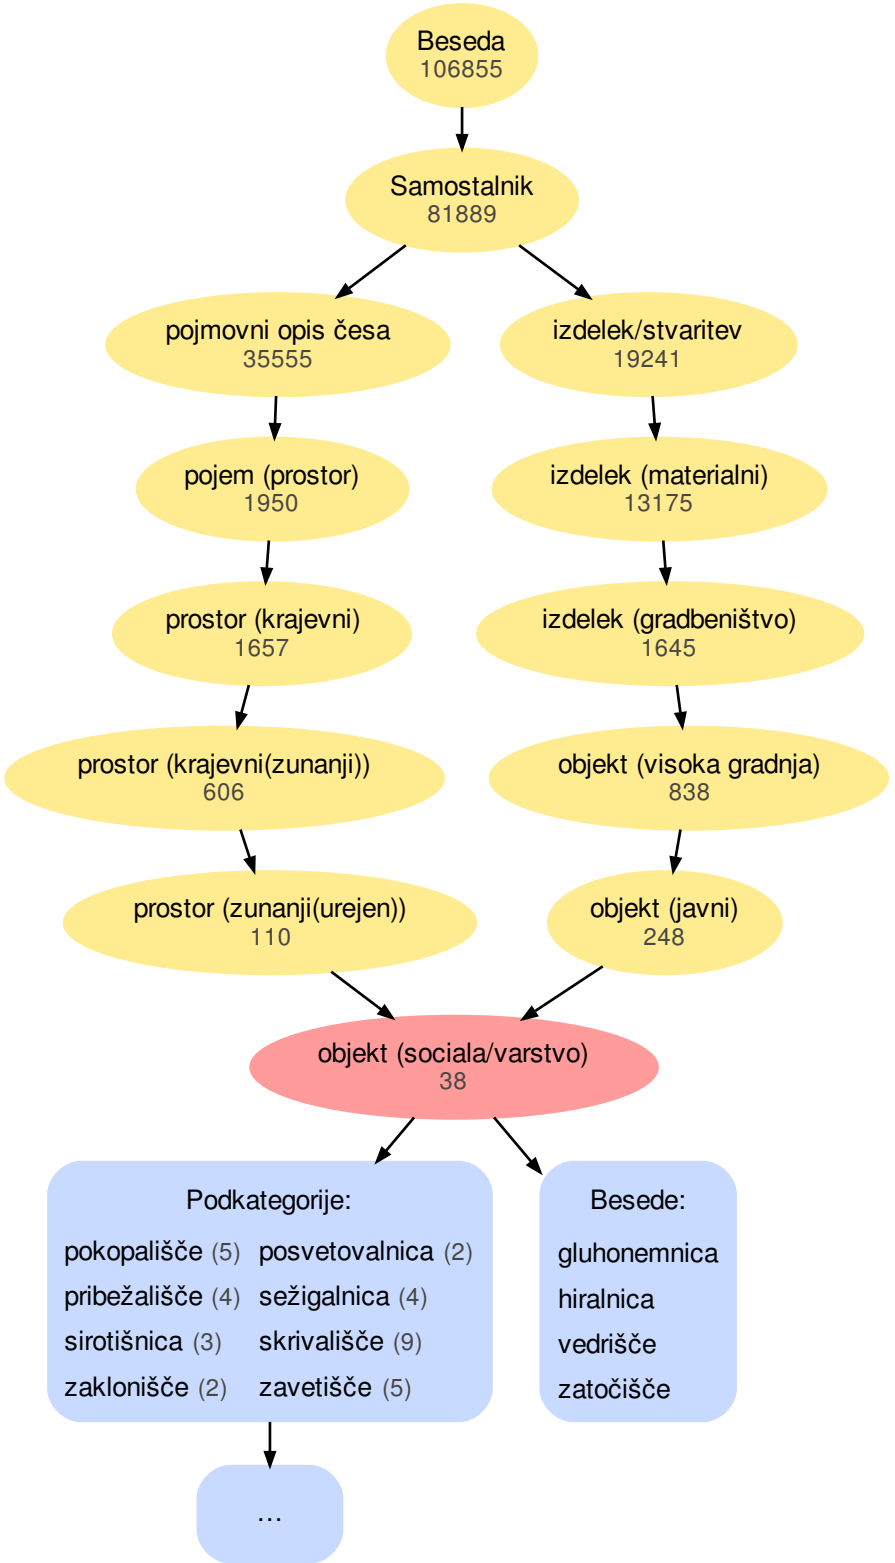 Beseda
106855
Samostalnik
81889
pojmovni opis česa
35555
izdelek/stvaritev
19241
pojem (prostor)
1950
izdelek (materialni)
13175
prostor (krajevni)
1657
izdelek (gradbeništvo)
1645
prostor (krajevni(zunanji))
606
objekt (visoka gradnja)
838
prostor (zunanji(urejen))
110
objekt (javni)
248
objekt (sociala/varstvo)
38
Podkategorije:
pokopališče (5) posvetovalnica (2)
pribežališče (4) sežigalnica (4)
sirotišnica (3) skrivališče (9)
zaklonišče (2) zavetišče (5)
Besede:
gluhonemnica
hiralnica
vedrišče
zatočišče
...